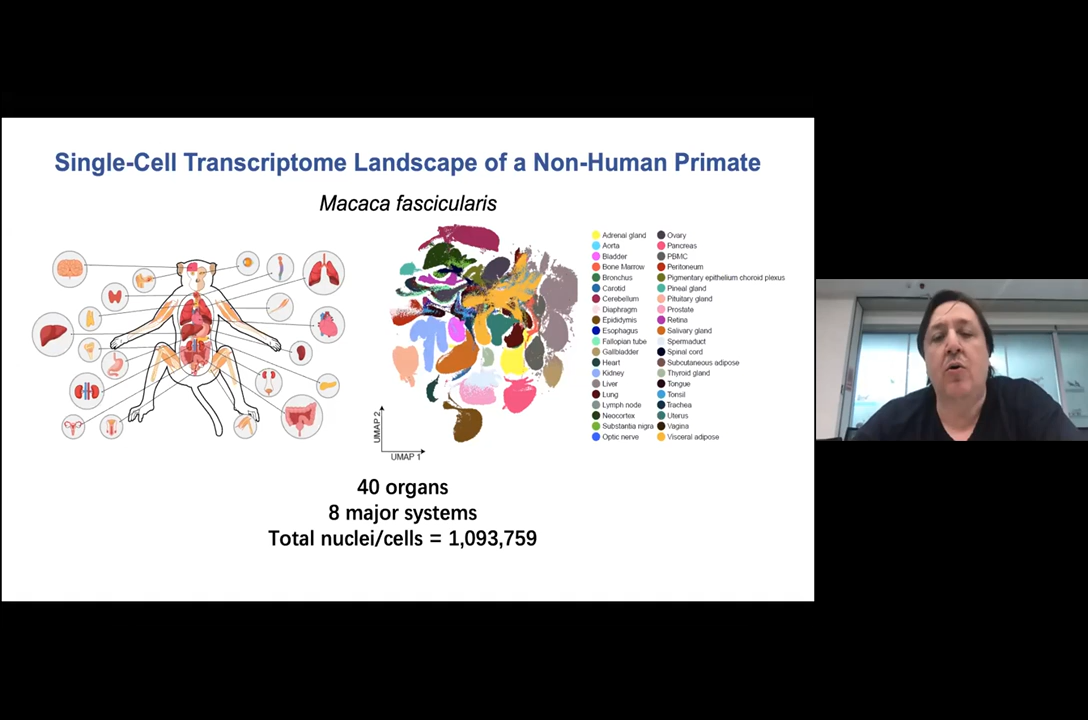 Single-Cell Transcriptome Landscape of a Non-Human Primate
Macaca fascicularis
Adrenal gland
Aorta
Bladder
Bone Marrow
Bronchus
Carotid
Cerebellum
Diaphragm
Epididymis
Esophagus
Fallopian tube
Gallbladder
Heart
Kidney
Liver
Lung
Lymph node
Neocortex
Substantia nigra
Optic nerve
Ovary
Pancreas
PBMC
Peritoneum
Pigmentary epithelium choroid plexus
Pineal gland
Pituitary gland
Prostate
Retina
Salivary gland
Spermaduct
Spinal cord
Subcutaneous adipose
Thyroid gland
Tongue
Tonsil
Trachea
Uterus
Vagina
Visceral adipose
UMAP 2
UMAP 1
40 organs
8 major systems
Total nuclei/cells = 1,093,759